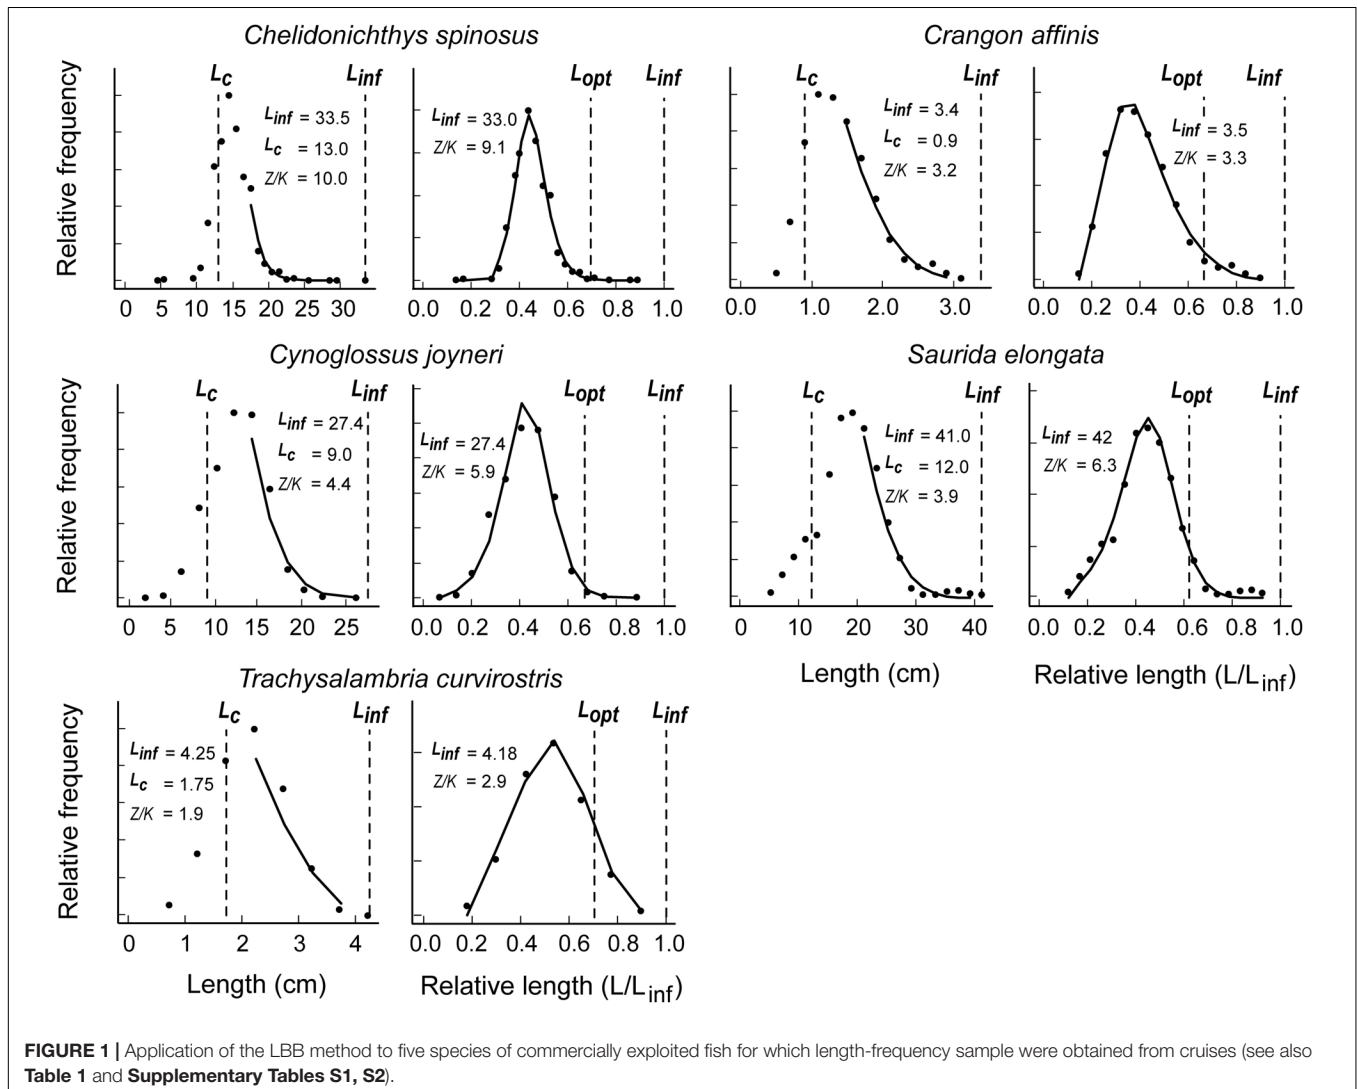 Chelidonichthys spinosus
Relative frequency
Lc
Linf
Linf = 33.5
Lc = 13.0
Z/K = 10.0
0 5 10 15 20 25 30
Lopt
Linf
Linf = 33.0
Z/K = 9.1
0.0 0.2 0.4 0.6 0.8 1.0
Crangon affinis
Lc
Linf
Linf = 3.4
Lc = 0.9
Z/K = 3.2
0.0 1.0 2.0 3.0
Lopt
Linf
Linf = 3.5
Z/K = 3.3
0.0 0.2 0.4 0.6 0.8 1.0
Cynoglossus joyneri
Relative frequency
Lc
Linf
Linf = 27.4
Lc = 9.0
Z/K = 4.4
0 5 10 15 20 25
Lopt
Linf
Linf = 27.4
Z/K = 5.9
0.0 0.2 0.4 0.6 0.8 1.0
Saurida elongata
Lc
Linf
Linf = 41.0
Lc = 12.0
Z/K = 3.9
0 10 20 30 40
Length (cm)
Lopt
Linf
Linf = 42
Z/K = 6.3
0.0 0.2 0.4 0.6 0.8 1.0
Relative length (L/Linf)
Trachysalambria curvirostris
Relative frequency
Lc
Linf
Linf = 4.25
Lc = 1.75
Z/K = 1.9
0 1 2 3 4
Length (cm)
Lopt
Linf
Linf = 4.18
Z/K = 2.9
0.0 0.2 0.4 0.6 0.8 1.0
Relative length (L/Linf)
FIGURE 1 | Application of the LBB method to five species of commercially exploited fish for which length-frequency sample were obtained from cruises (see also
Table 1 and Supplementary Tables S1, S2).